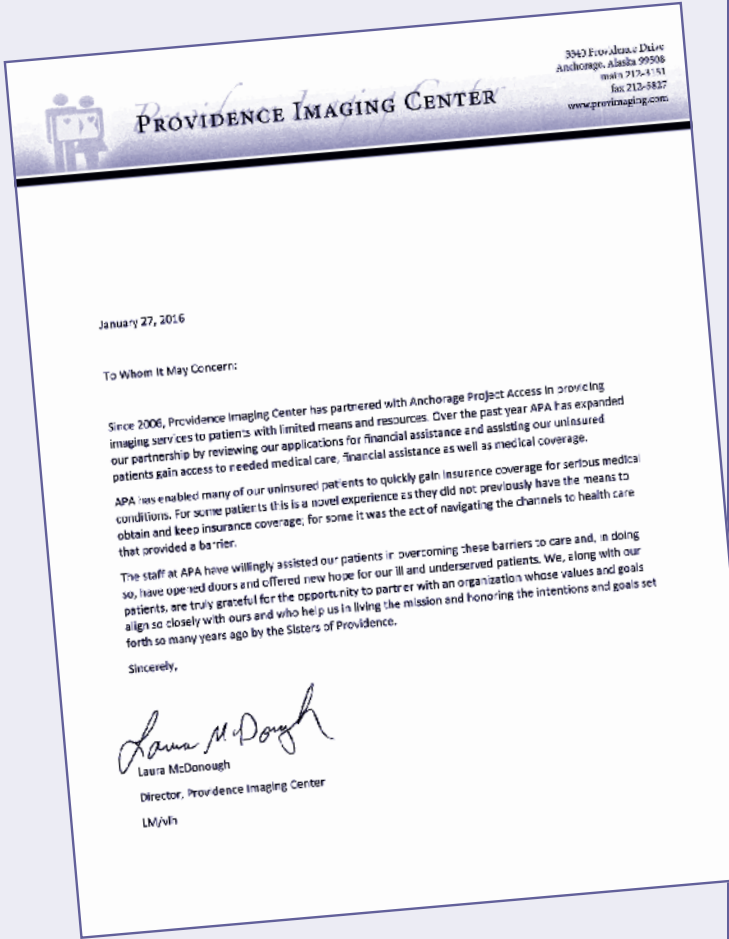 Providence Imaging Center
Anchorage, Alaska 99508
www.provimaging.com
January 27, 2016
To Whom It May Concern:
Since 2006, Providence Imaging Center has partnered with Anchorage Project Access in providing
imaging services to patients with limited means and resources. Over the past year APA has expanded
our partnership by reviewing our applications for financial assistance and assisting our uninsured
patients gain access to needed medical care, financial assistance as well as medical coverage.
APA has enabled many of our uninsured patients to quickly gain insurance coverage for serious medical
conditions. For some patients this is a novel experience as they did not previously have the means to
obtain and keep insurance coverage; for some it was the act of navigating the channels to health care
that provided a barrier.
The staff at APA have willingly assisted our patients in overcoming these barriers to care and, in doing
so, have opened doors and offered new hope for our ill and underserved patients. We, along with our
patients, are truly grateful for the opportunity to partner with an organization whose values and goals
align so closely with ours and who help us in living the mission and honoring the intentions and goals set
forth so many years ago by the Sisters of Providence.
Sincerely,
Laura McDonough
Laura McDonough
Director, Providence Imaging Center
LM/vlh